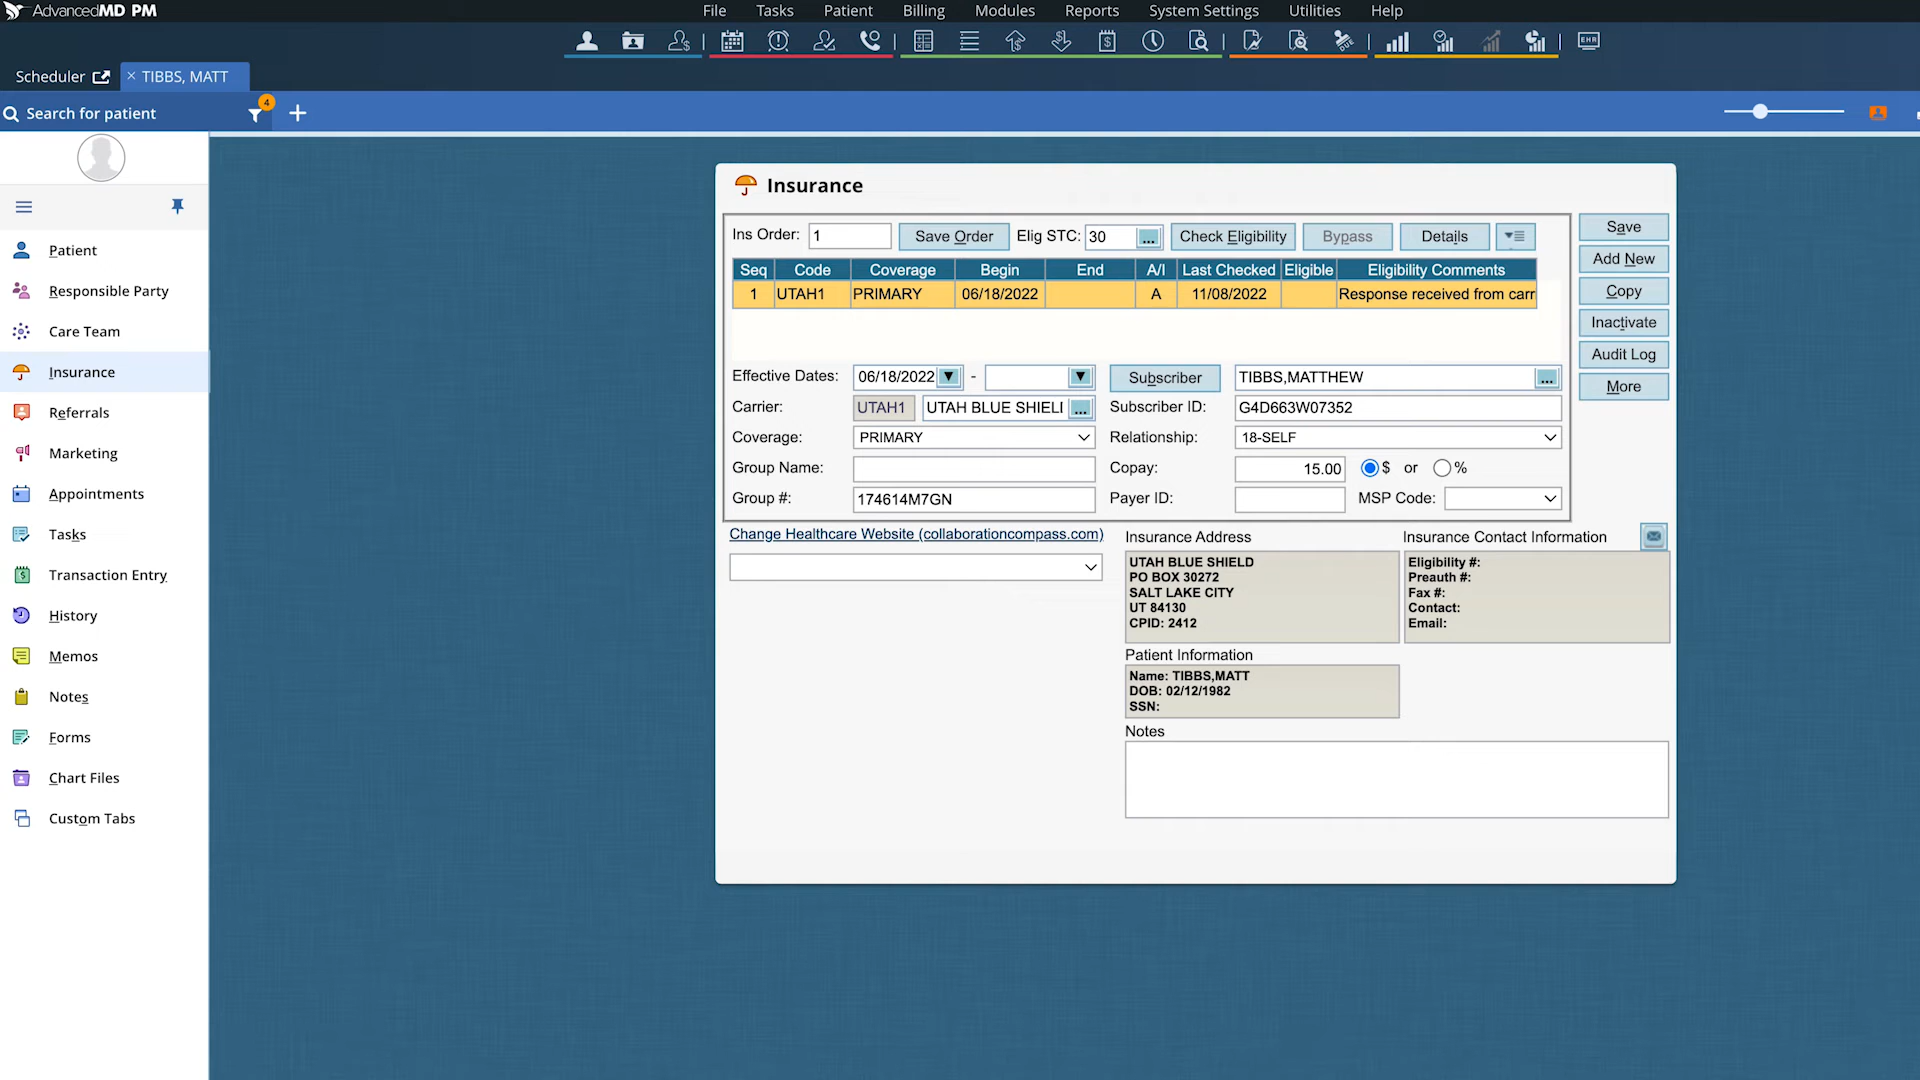 AdvancedMD PM
File Tasks Patient Billing Modules Reports System Settings Utilities Help
EHR
Scheduler × TIBBS, MATT
Search for patient 4 +
Insurance
Ins Order: 1 Save Order Elig STC: 30 ... Check Eligibility Bypass Details
Save
Add New
Copy
Inactivate
Audit Log
More
Seq Code Coverage Begin End A/I Last Checked Eligible Eligibility Comments
1 UTAH1 PRIMARY 06/18/2022 A 11/08/2022 Response received from carr
Effective Dates: 06/18/2022 - Subscriber TIBBS,MATTHEW ...
Carrier: UTAH1 UTAH BLUE SHIELI ... Subscriber ID: G4D663W07352
Coverage: PRIMARY Relationship: 18-SELF
Group Name: Copay: 15.00 $ or %
Group #: 174614M7GN Payer ID: MSP Code:
Change Healthcare Website (collaborationcompass.com)
Insurance Address
UTAH BLUE SHIELD
PO BOX 30272
SALT LAKE CITY
UT 84130
CPID: 2412
Insurance Contact Information
Eligibility #:
Preauth #:
Fax #:
Contact:
Email:
Patient Information
Name: TIBBS,MATT
DOB: 02/12/1982
SSN:
Notes
Patient
Responsible Party
Care Team
Insurance
Referrals
Marketing
Appointments
Tasks
Transaction Entry
History
Memos
Notes
Forms
Chart Files
Custom Tabs